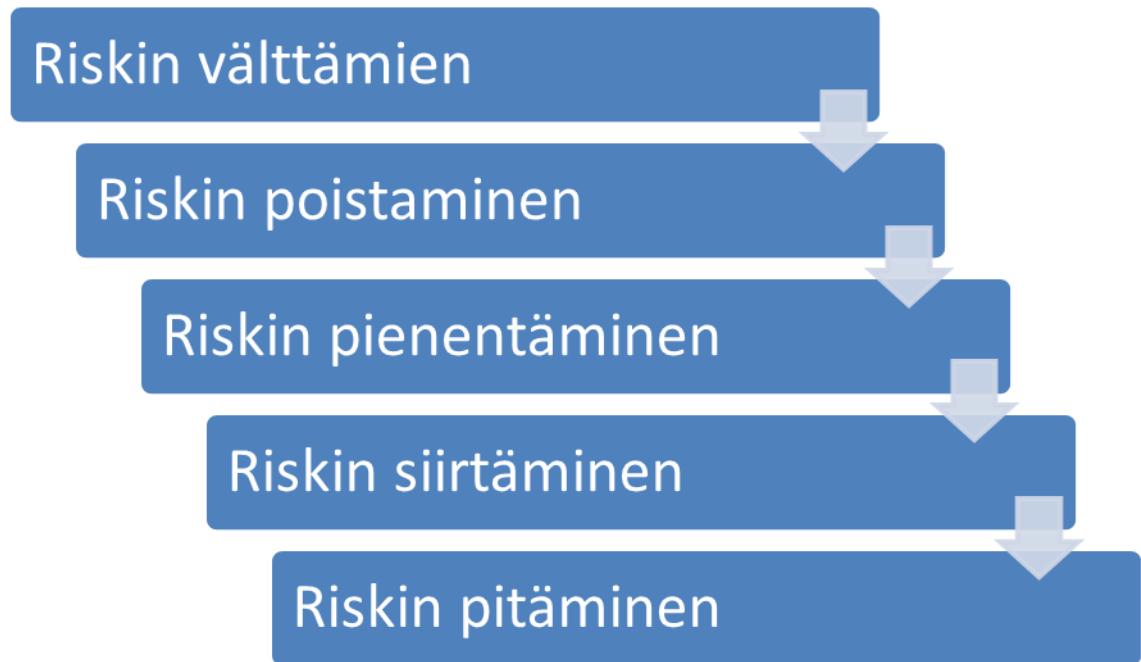 Riskin välttämien
Riskin poistaminen
Riskin pienentäminen
Riskin siirtäminen
Riskin pitäminen